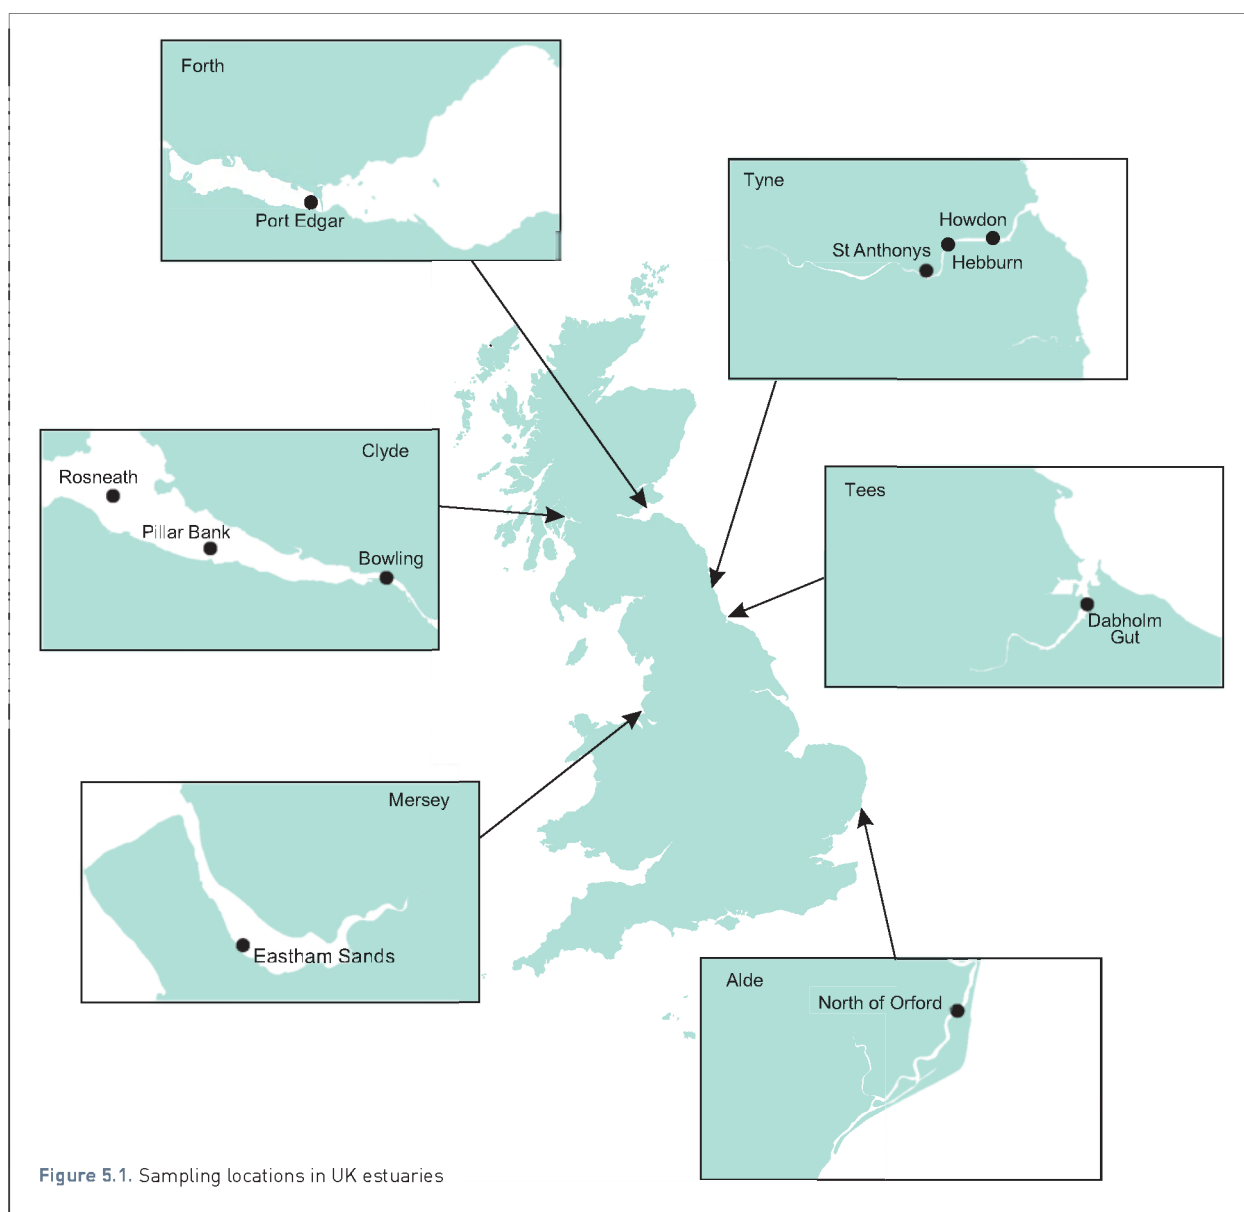 Forth
Port Edgar
Tyne
Howdon
St Anthonys
Hebburn
Clyde
Rosneath
Pillar Bank
Bowling
Tees
Dabholm
Gut
Mersey
Eastham Sands
Alde
North of Orford
Figure 5.1. Sampling locations in UK estuaries